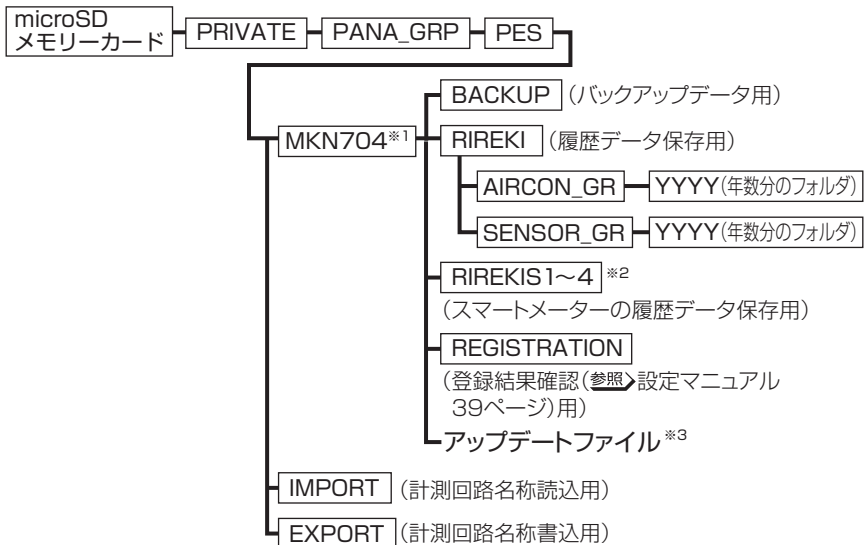 microSD
メモリーカード
PRIVATE
PANA_GRP
PES
MKN704※1
BACKUP (バックアップデータ用)
RIREKI (履歴データ保存用)
AIRCON_GR
YYYY(年数分のフォルダ)
SENSOR_GR
YYYY(年数分のフォルダ)
RIREKIS1～4 ※2
(スマートメーターの履歴データ保存用)
REGISTRATION
(登録結果確認(参照 設定マニュアル
39ページ)用)
アップデートファイル※3
IMPORT (計測回路名称読込用)
EXPORT (計測回路名称書込用)